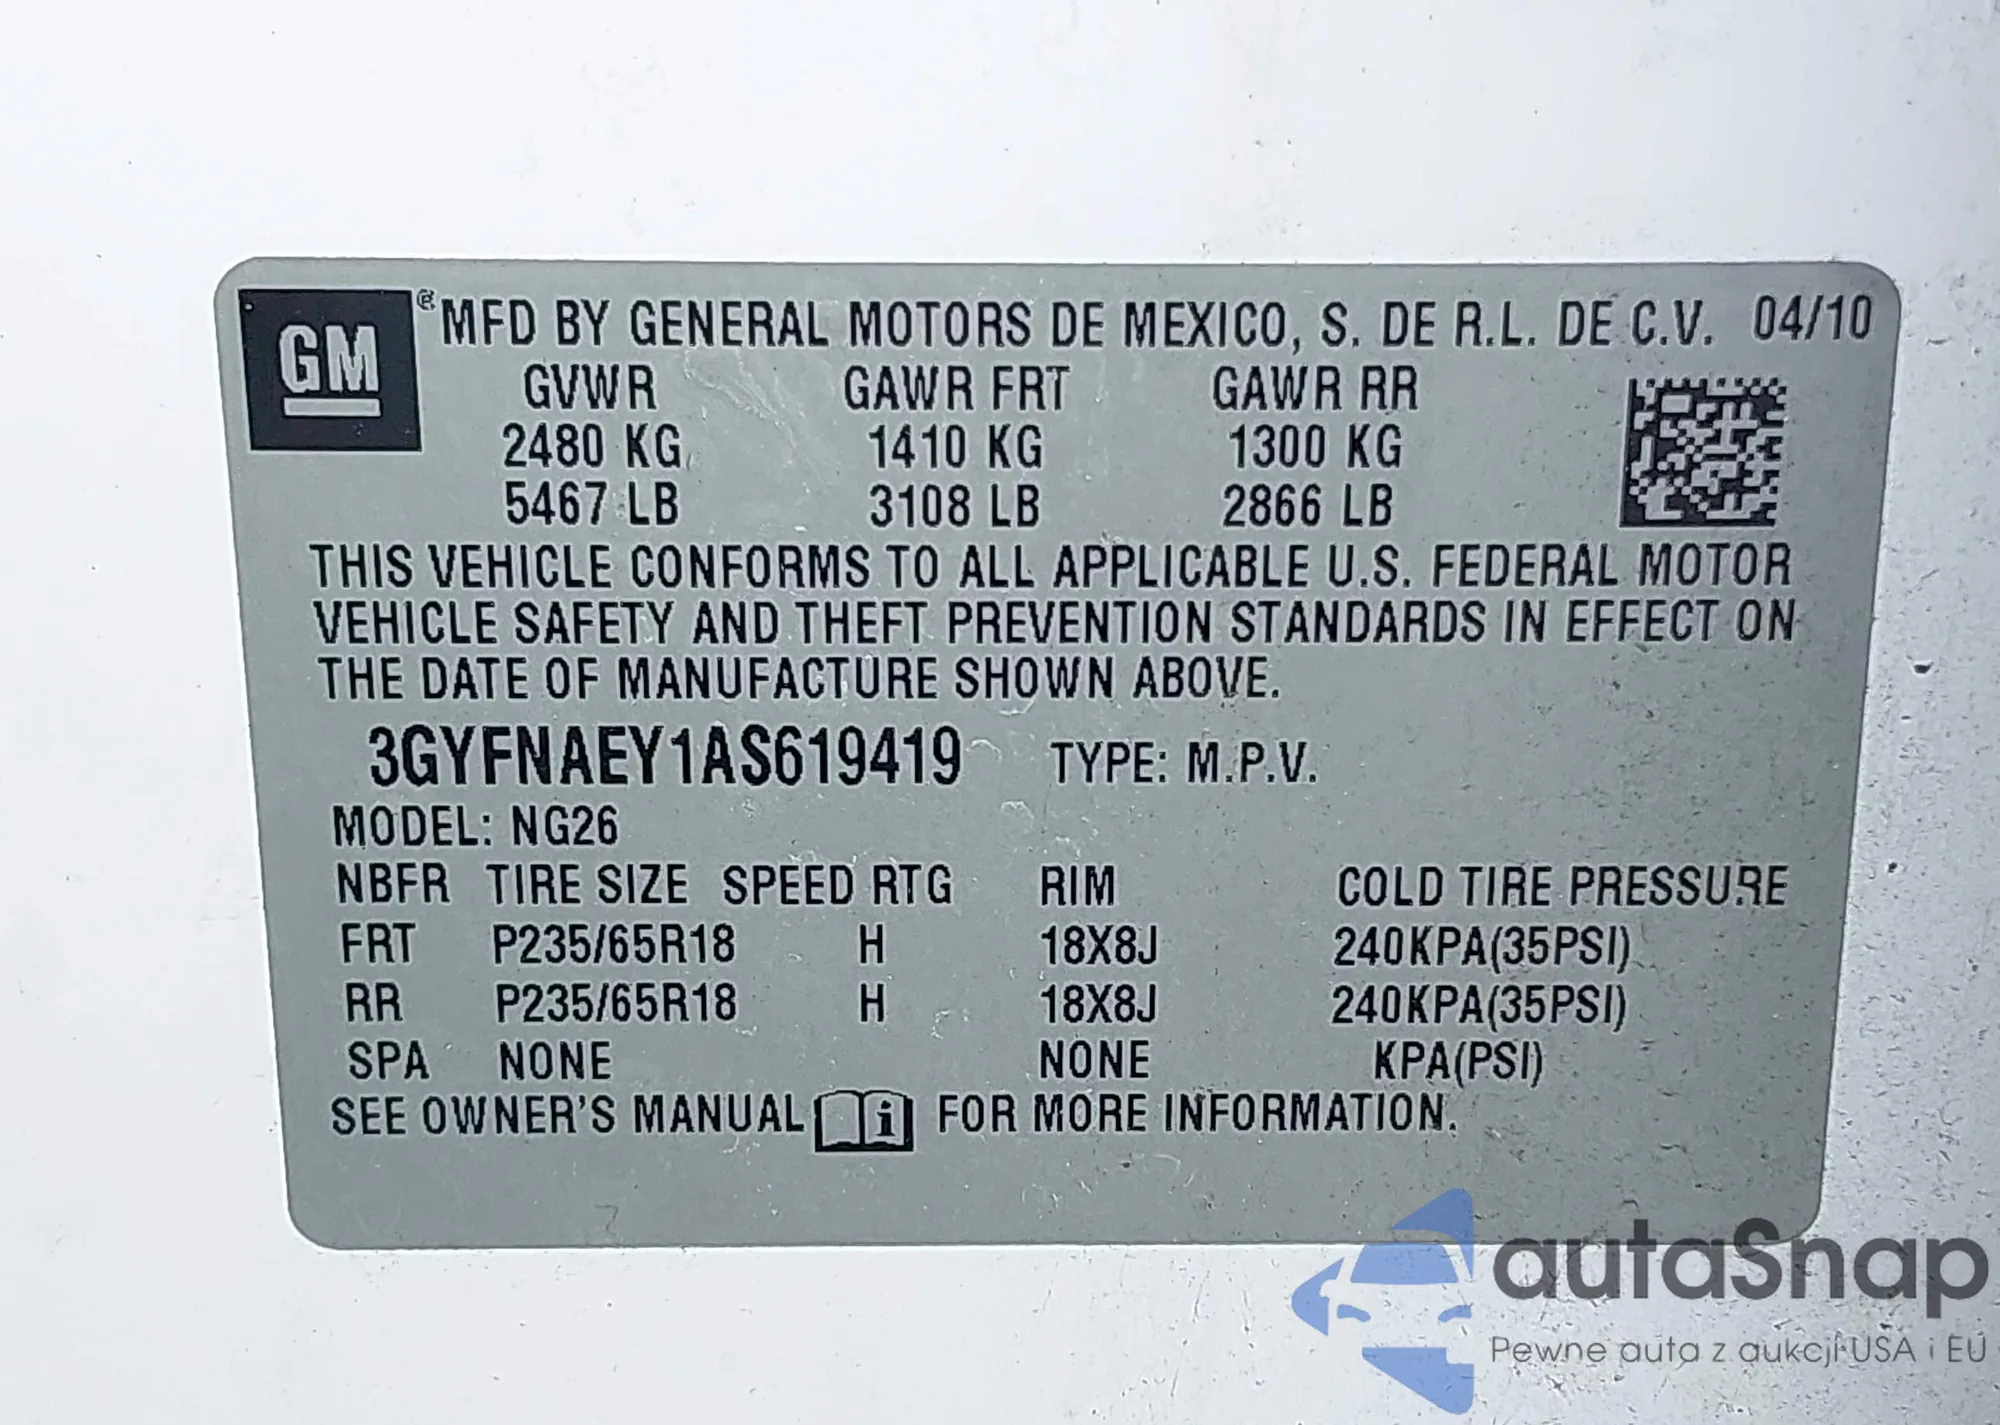 GM ® MFD BY GENERAL MOTORS DE MEXICO, S. DE R.L. DE C.V. 04/10
GVWR GAWR FRT GAWR RR
2480 KG 1410 KG 1300 KG
5467 LB 3108 LB 2866 LB
THIS VEHICLE CONFORMS TO ALL APPLICABLE U.S. FEDERAL MOTOR
VEHICLE SAFETY AND THEFT PREVENTION STANDARDS IN EFFECT ON
THE DATE OF MANUFACTURE SHOWN ABOVE.
3GYFNAEY1AS619419 TYPE: M.P.V.
MODEL: NG26
NBFR TIRE SIZE SPEED RTG RIM COLD TIRE PRESSURE
FRT P235/65R18 H 18X8J 240KPA(35PSI)
RR P235/65R18 H 18X8J 240KPA(35PSI)
SPA NONE NONE KPA(PSI)
SEE OWNER'S MANUAL i FOR MORE INFORMATION.
autaSnap
Pewne auta z aukcji USA i EU